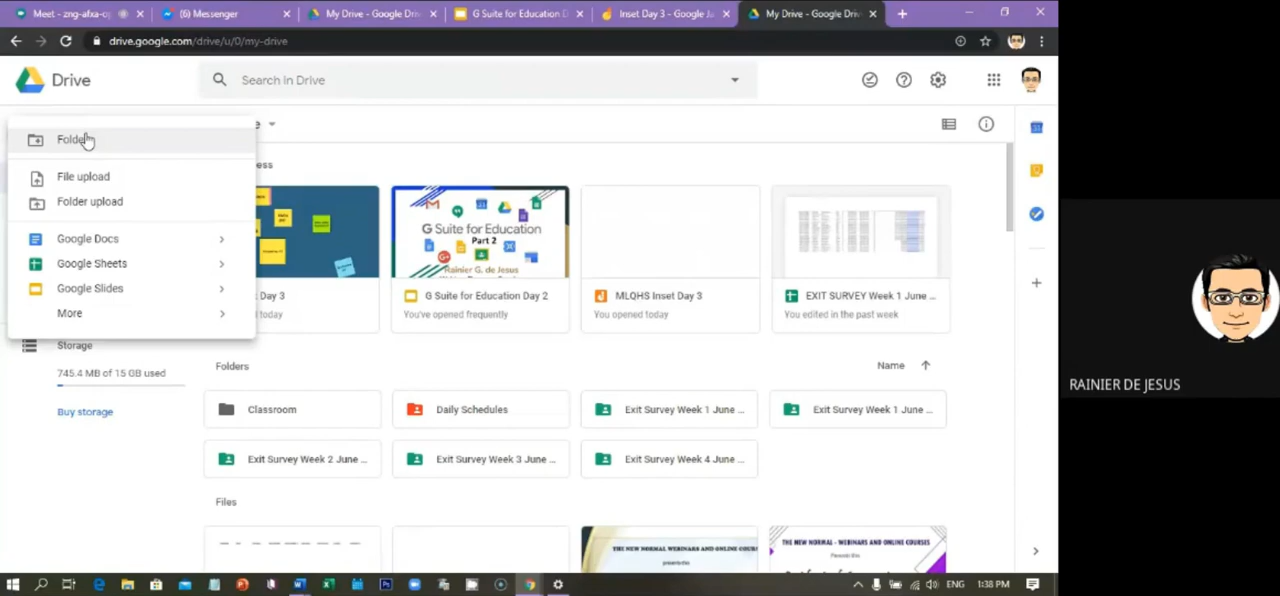 Meet - zng-afxa-op
(6) Messenger
My Drive - Google Driv
G Suite for Education D
Inset Day 3 - Google Ja
My Drive - Google Driv
drive.google.com/drive/u/0/my-drive
Drive
Search in Drive
Folder
File upload
Folder upload
Google Docs
Google Sheets
Google Slides
More
Storage
745.4 MB of 15 GB used
Buy storage
ess
Day 3
d today
G Suite for Education
Part 2
Rainier G. de Jesus
G Suite for Education Day 2
You've opened frequently
MLQHS Inset Day 3
You opened today
EXIT SURVEY Week 1 June ...
You edited in the past week
Folders
Name
Classroom
Daily Schedules
Exit Survey Week 1 June ...
Exit Survey Week 1 June ...
Exit Survey Week 2 June ...
Exit Survey Week 3 June ...
Exit Survey Week 4 June ...
Files
THE NEW NORMAL - WEBINARS AND ONLINE COURS
THE NEW NORMAL - WEBINARS AND ONLINE COURSES
RAINIER DE JESUS
ENG
1:38 PM